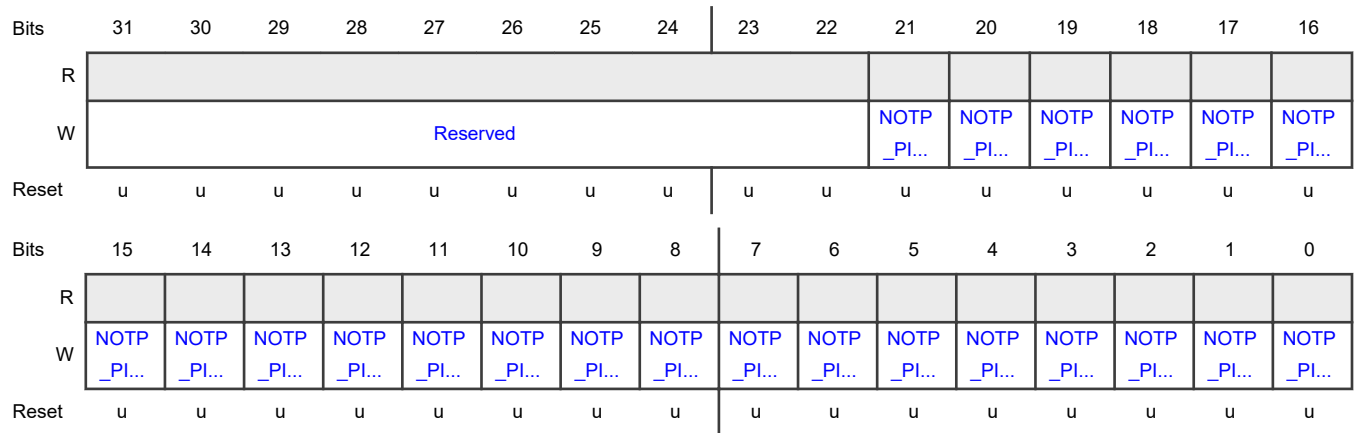 Bits 31 30 29 28 27 26 25 24 23 22 21 20 19 18 17 16
R
W Reserved NOTP _PI... NOTP _PI... NOTP _PI... NOTP _PI... NOTP _PI... NOTP _PI...
Reset u u u u u u u u u u u u u u u u
Bits 15 14 13 12 11 10 9 8 7 6 5 4 3 2 1 0
R
W NOTP _PI... NOTP _PI... NOTP _PI... NOTP _PI... NOTP _PI... NOTP _PI... NOTP _PI... NOTP _PI... NOTP _PI... NOTP _PI... NOTP _PI... NOTP _PI... NOTP _PI... NOTP _PI... NOTP _PI... NOTP _PI...
Reset u u u u u u u u u u u u u u u u